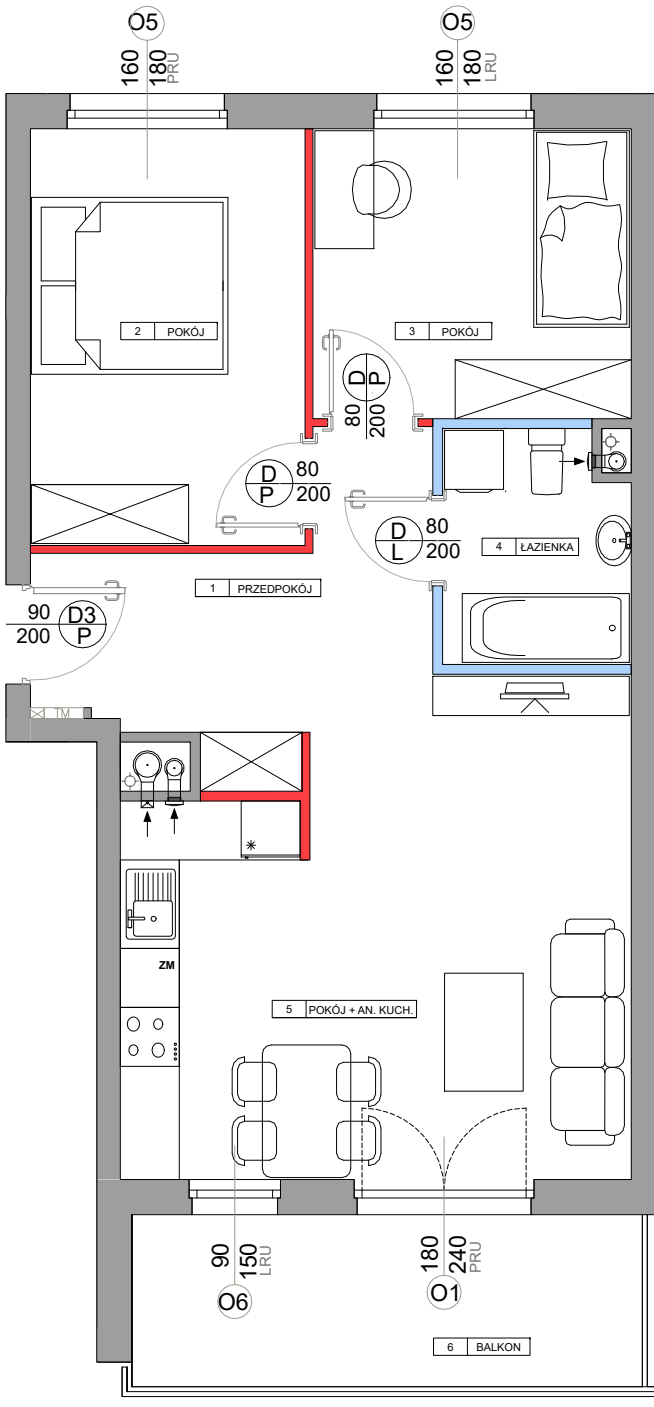 O5
160
180
PRU
O5
160
180
LRU
2 POKÓJ
3 POKÓJ
D
P
80
200
D
P
80
200
D
L
80
200
4 ŁAZIENKA
1 PRZEDPOKÓJ
90
200
D3
P
TM
ZM
5 POKÓJ + AN. KUCH.
90
150
LRU
O6
180
240
PRU
O1
6 BALKON